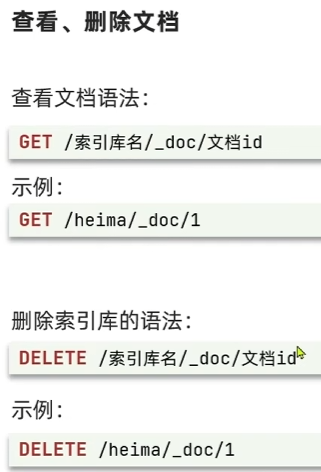 查看、删除文档
查看文档语法：
GET /索引库名/_doc/文档id
示例：
GET /heima/_doc/1
删除索引库的语法：
DELETE /索引库名/_doc/文档id
示例：
DELETE /heima/_doc/1